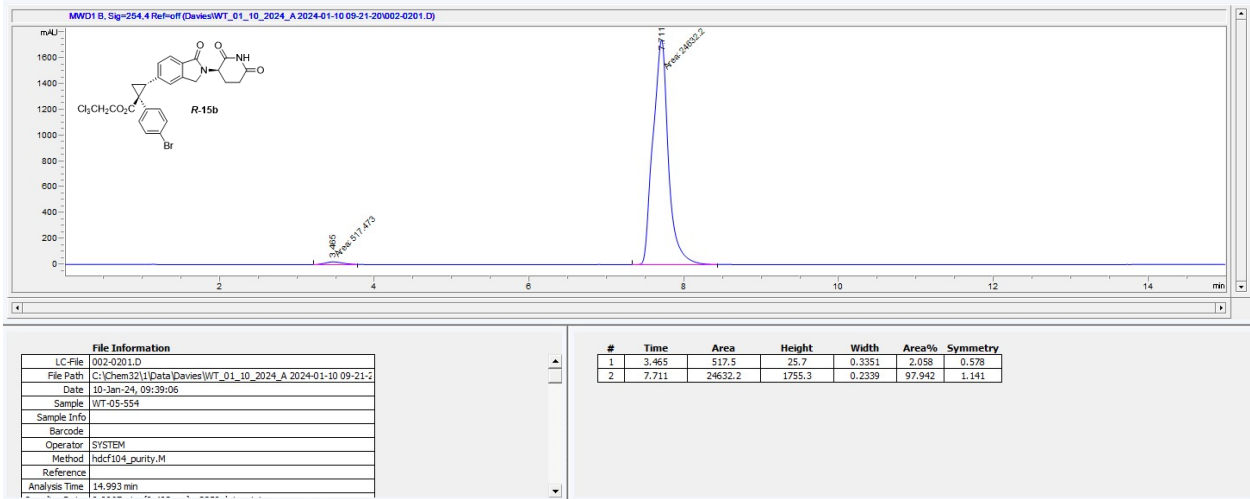 MWD1 B, Sig=254,4 Ref=off (Davies\WT_01_10_2024_A 2024-01-10 09-21-20\002-0201.D)
mAU
1600
1400
1200
1000
800
600
400
200
0
O
O
NH
N
O
Cl3CH2CO2C
R-15b
Br
3.465
Area: 517.473
7.711
Area: 24632.2
2
4
6
8
10
12
14
min
File Information
LC-File 002-0201.D
File Path C:\Chem32\1\Data\Davies\WT_01_10_2024_A 2024-01-10 09-21-2
Date 10-Jan-24, 09:39:06
Sample WT-05-554
Sample Info
Barcode
Operator SYSTEM
Method hdcf104_purity.M
Reference
Analysis Time 14.993 min
# Time Area Height Width Area% Symmetry
1 3.465 517.5 25.7 0.3351 2.058 0.578
2 7.711 24632.2 1755.3 0.2339 97.942 1.141